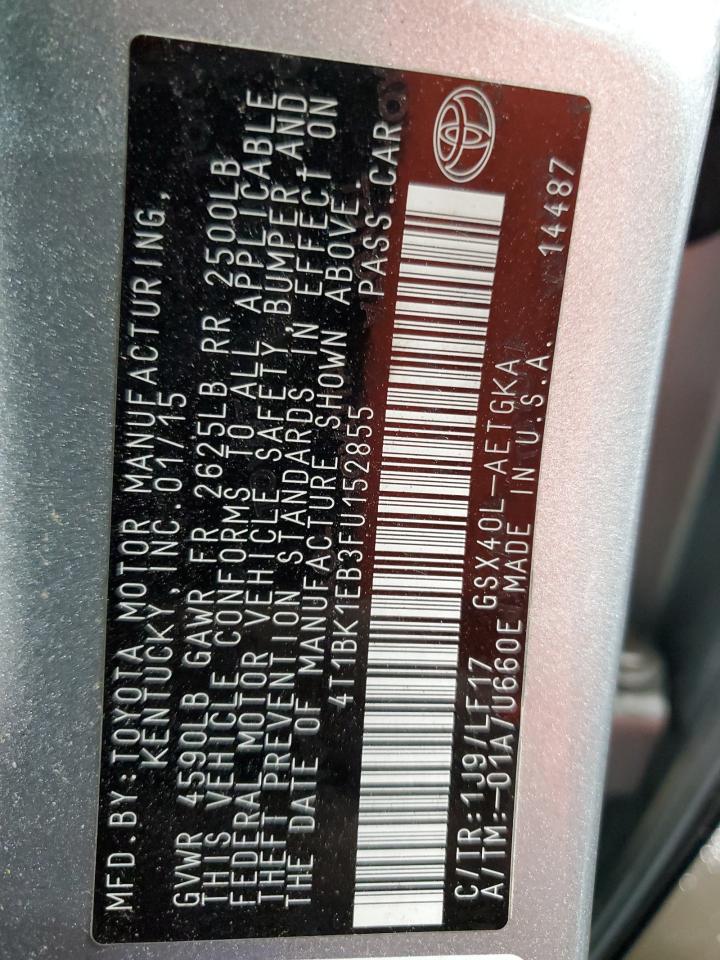 MFD.BY:TOYOTA MOTOR MANUFACTURING,
KENTUCKY,INC.01/15
GVWR 4590LB GAWR FR 2625LB RR 2500LB
THIS VEHICLE CONFORMS TO ALL APPLICABLE
FEDERAL MOTOR VEHICLE SAFETY,BUMPER,AND
THEFT PREVENTION STANDARDS IN EFFECT ON
THE DATE OF MANUFACTURE SHOWN ABOVE.
4T1BK1EB3FU152855 PASS.CAR
C/TR:1J9/LF17 GSX40L-AETGKA 14487
A/TM:-01A/U660E MADE IN U.S.A.